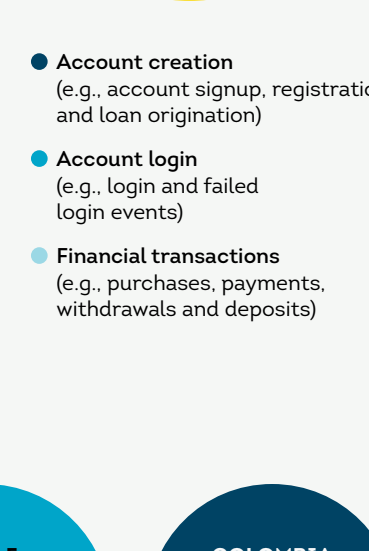 Account creation
(e.g., account signup,
and loan origination)
Account login
(e.g., login and failed
login events)
Financial transactions
(e.g., purchases, payments,
withdrawals and deposits)
COLOMBIA